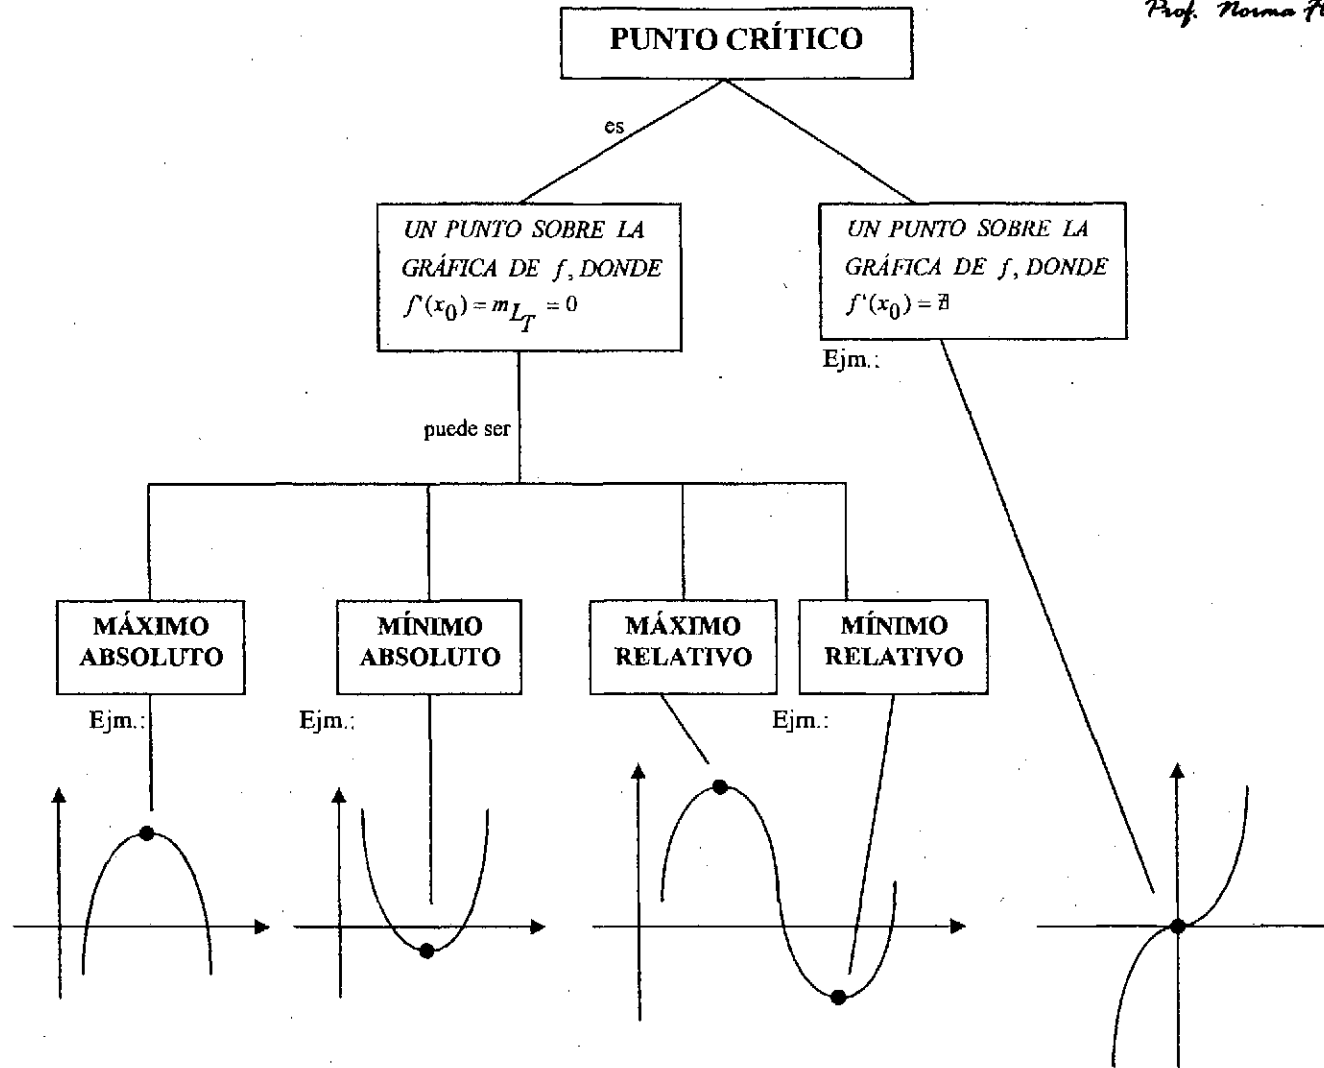 Prof. Norma
PUNTO CRÍTICO
es
UN PUNTO SOBRE LA
GRÁFICA DE f, DONDE
f'(x₀) = m_L_T = 0
UN PUNTO SOBRE LA
GRÁFICA DE f, DONDE
f'(x₀) = ∄
Ejm.:
puede ser
MÁXIMO
ABSOLUTO
MÍNIMO
ABSOLUTO
MÁXIMO
RELATIVO
MÍNIMO
RELATIVO
Ejm.:
Ejm.:
Ejm.: